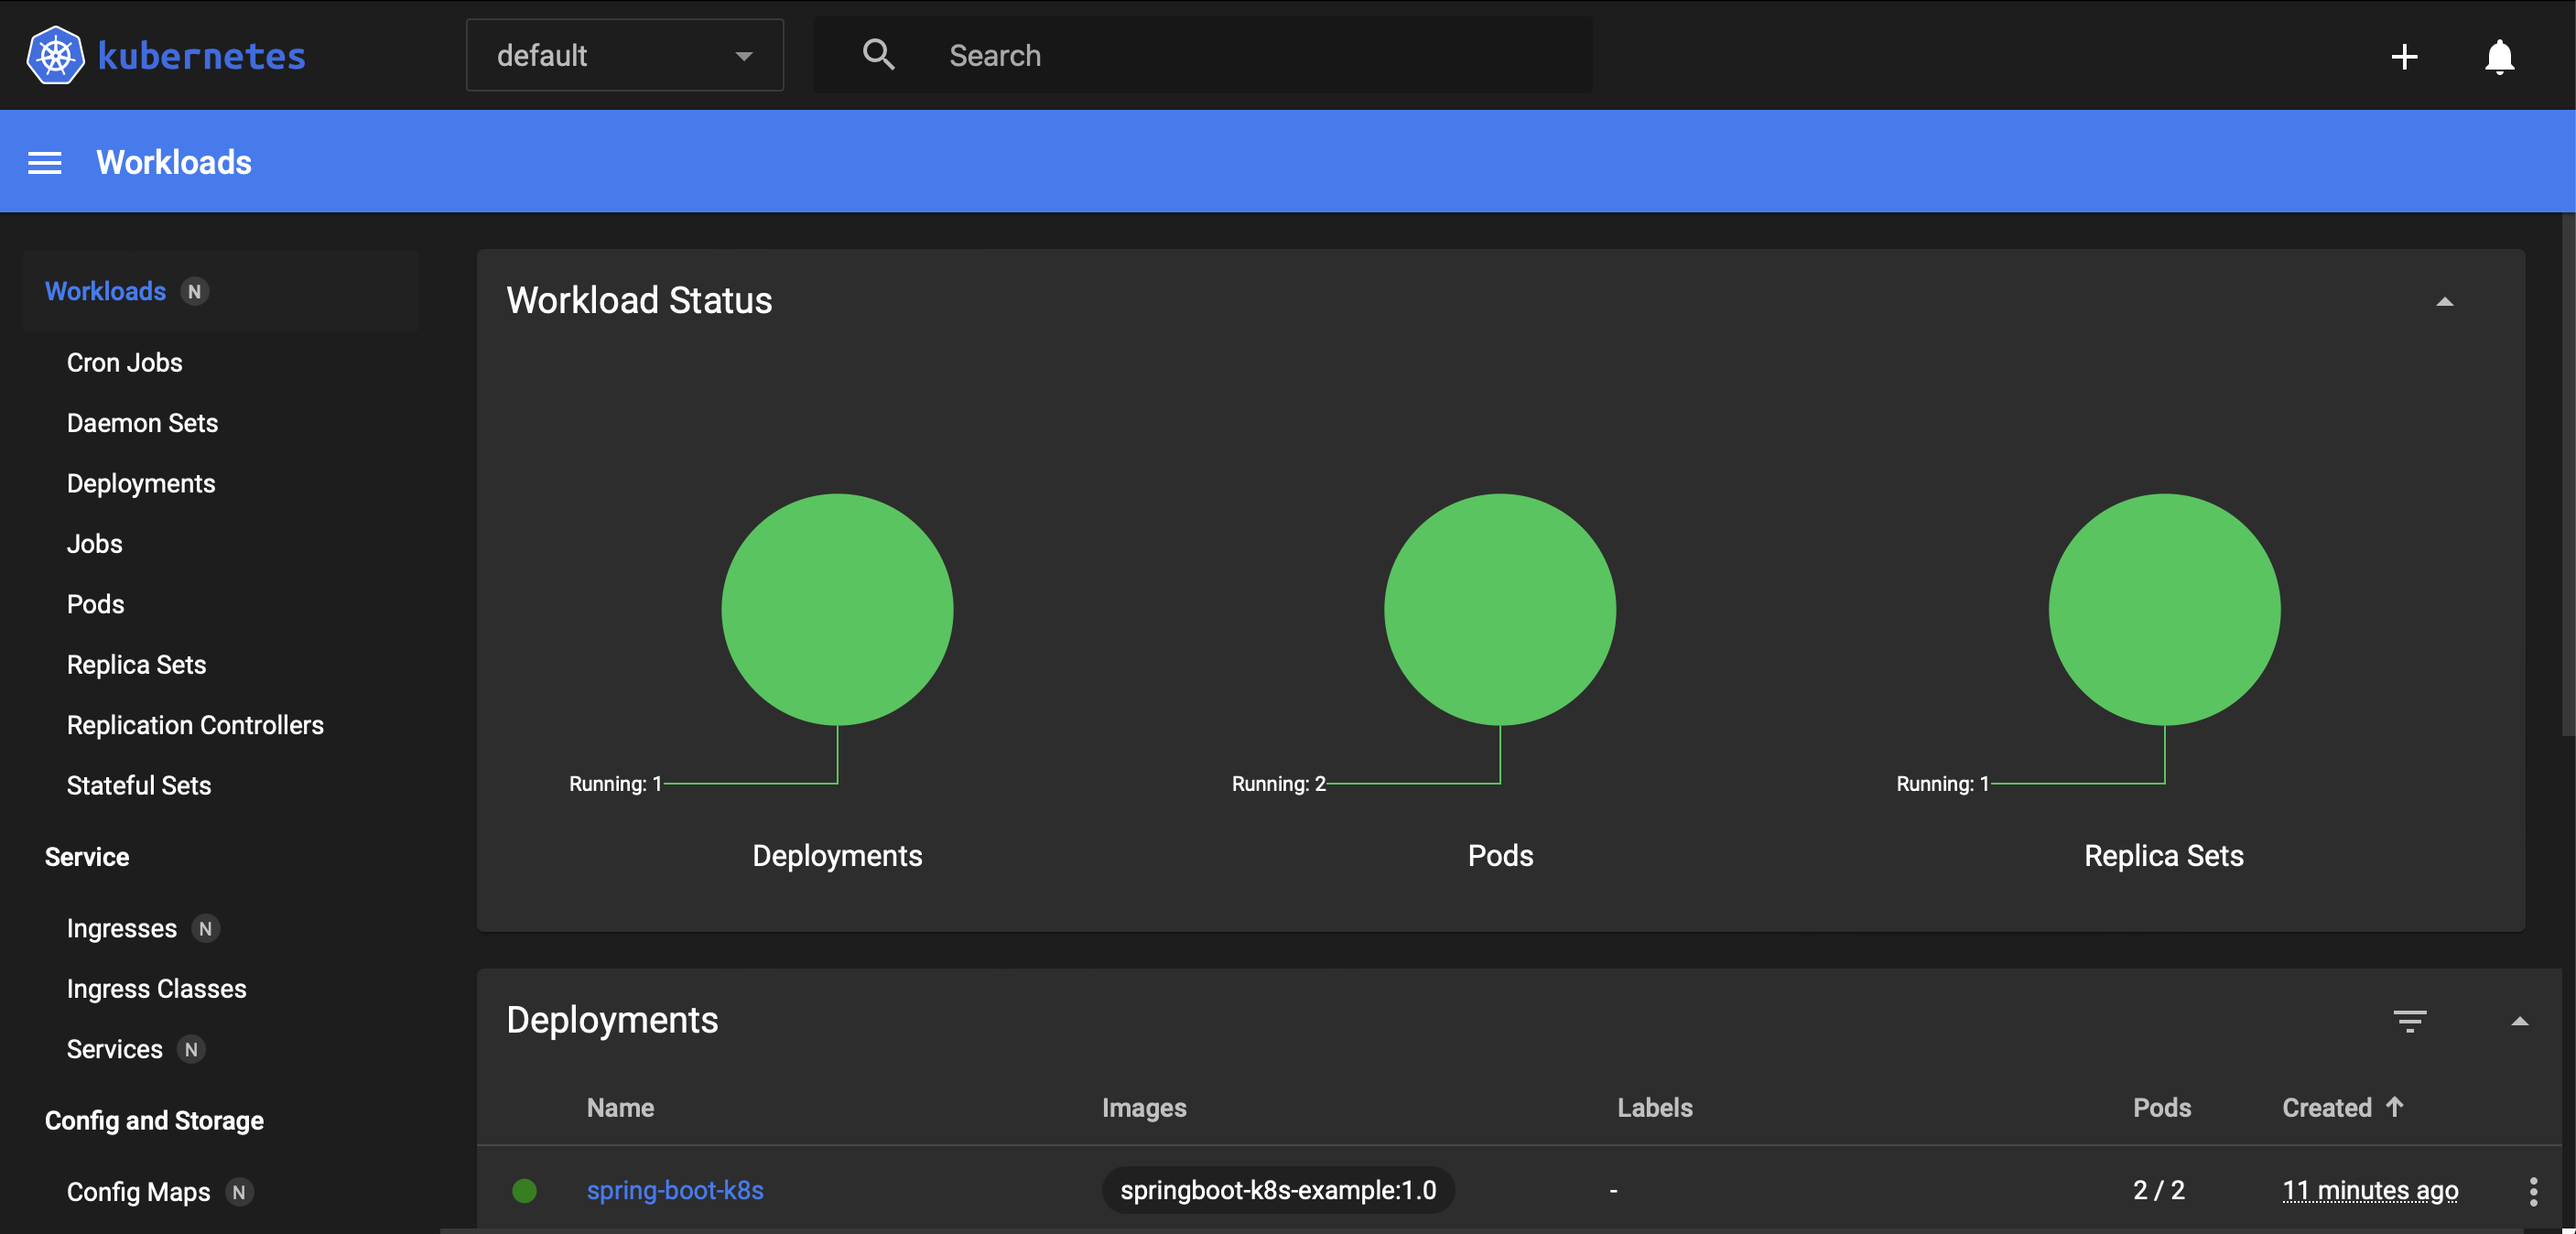 kubernetes
default
Search
Workloads
Workloads N
Cron Jobs
Daemon Sets
Deployments
Jobs
Pods
Replica Sets
Replication Controllers
Stateful Sets
Service
Ingresses N
Ingress Classes
Services N
Config and Storage
Config Maps N
Workload Status
Running: 1
Deployments
Running: 2
Pods
Running: 1
Replica Sets
Deployments
Name Images Labels Pods Created
spring-boot-k8s springboot-k8s-example:1.0 - 2 / 2 11 minutes ago